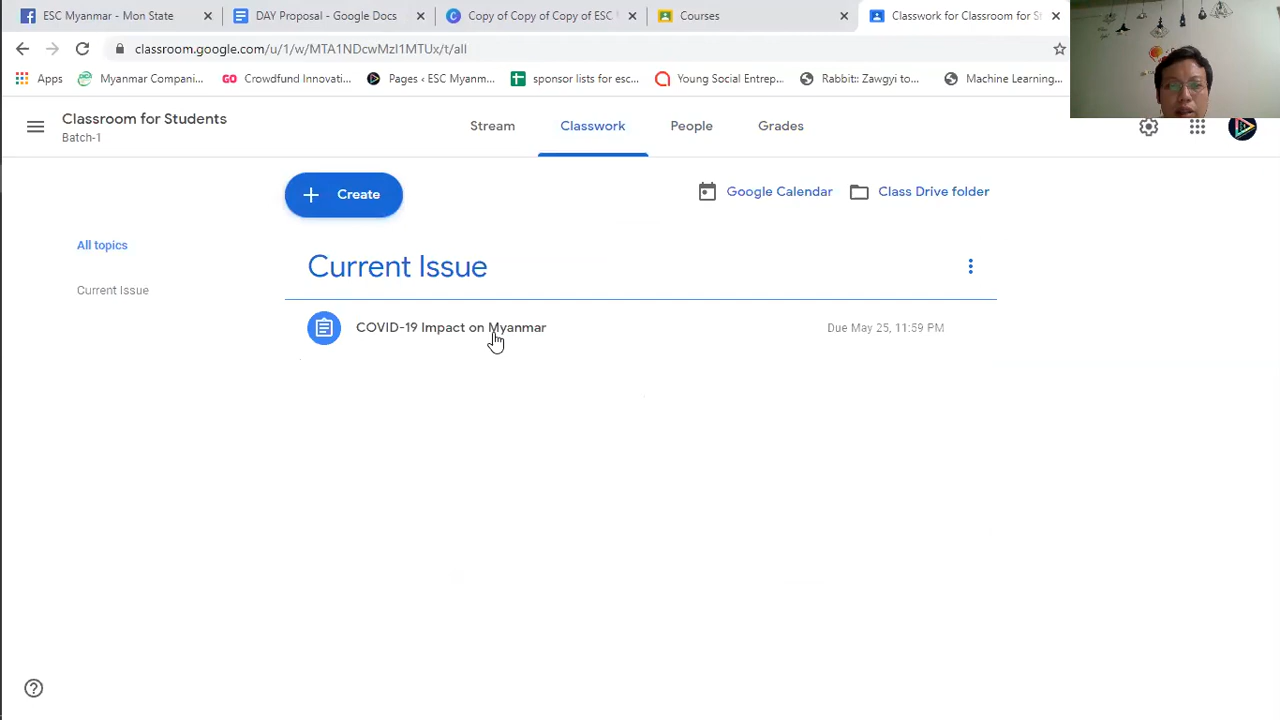 ESC Myanmar - Mon State
DAY Proposal - Google Docs
Copy of Copy of Copy of ESC
Courses
Classwork for Classroom for St
classroom.google.com/u/1/w/MTA1NDcwMzI1MTUx/t/all
Apps
Myanmar Compani...
GO
Crowdfund Innovati...
Pages ‹ ESC Myanm...
sponsor lists for esc...
Young Social Entrep...
Rabbit:: Zawgyi to...
Machine Learning...
Classroom for Students
Batch-1
Stream
Classwork
People
Grades
Create
Google Calendar
Class Drive folder
All topics
Current Issue
Current Issue
COVID-19 Impact on Myanmar
Due May 25, 11:59 PM